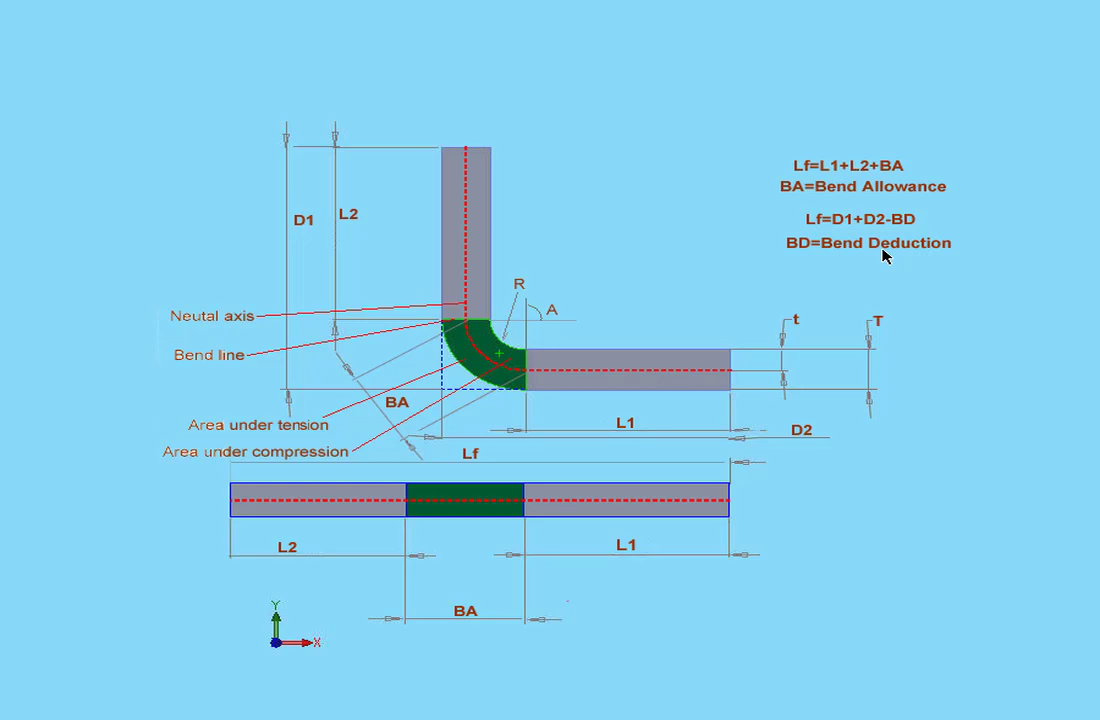 Lf=L1+L2+BA
BA=Bend Allowance
Lf=D1+D2-BD
BD=Bend Deduction
D1
L2
R
A
Neutal axis
t
T
Bend line
BA
Area under tension
L1
D2
Area under compression
Lf
L2
L1
BA
Y
X